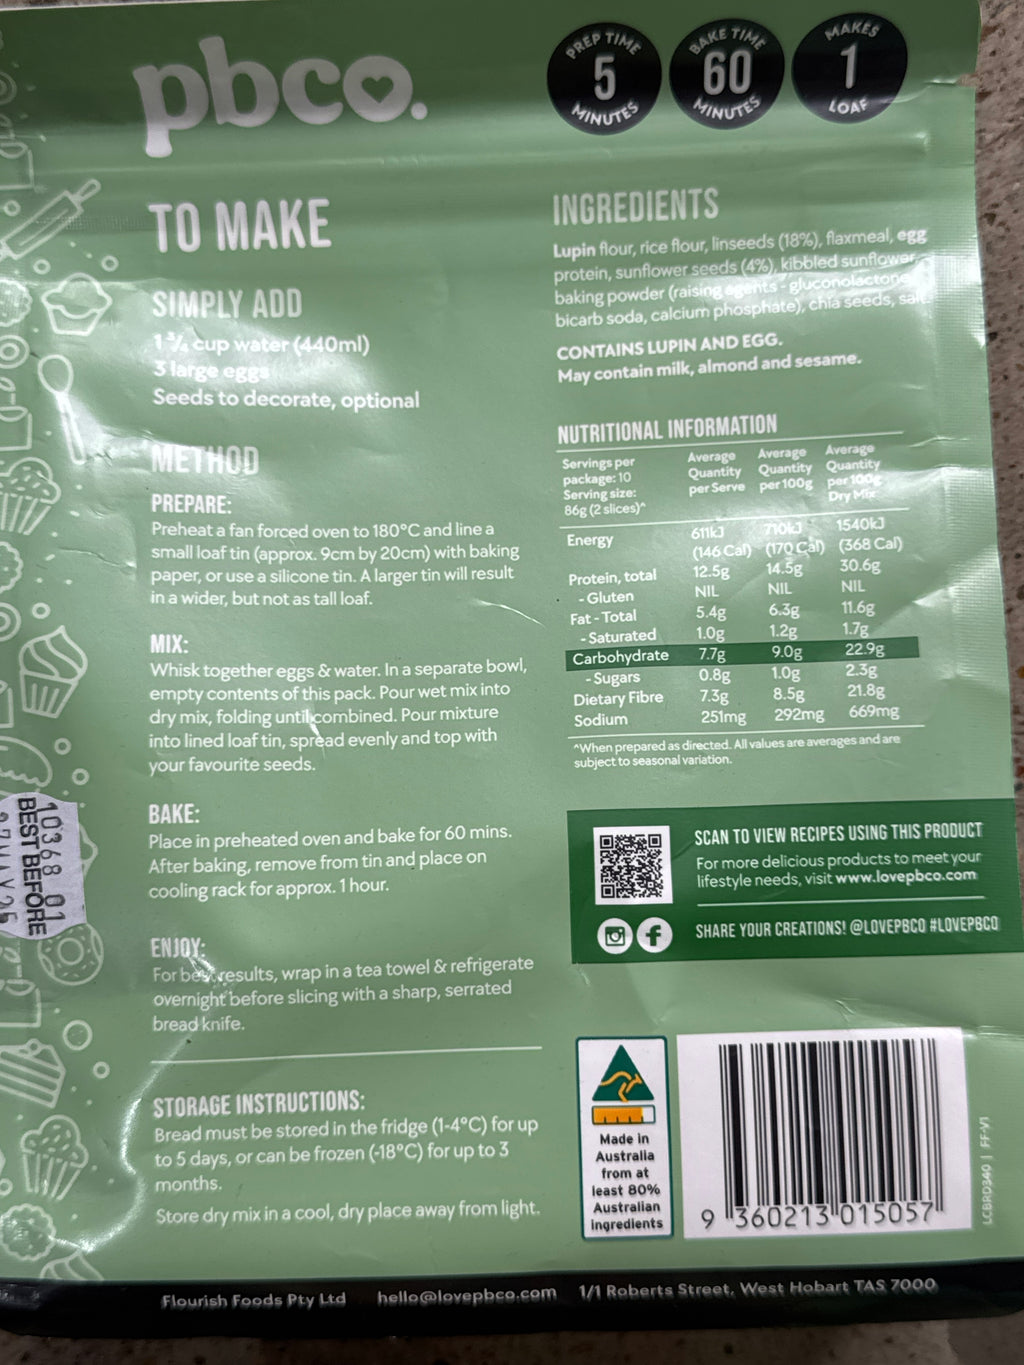 pbco.
PREP TIME
5
MINUTES
BAKE TIME
60
MINUTES
MAKES
1
LOAF
TO MAKE
SIMPLY ADD
1 ¾ cup water (440ml)
3 large eggs
Seeds to decorate, optional
METHOD
PREPARE:
Preheat a fan forced oven to 180°C and line a
small loaf tin (approx. 9cm by 20cm) with baking
paper, or use a silicone tin. A larger tin will result
in a wider, but not as tall loaf.
MIX:
Whisk together eggs & water. In a separate bowl,
empty contents of this pack. Pour wet mix into
dry mix, folding until combined. Pour mixture
into lined loaf tin, spread evenly and top with
your favourite seeds.
BAKE:
Place in preheated oven and bake for 60 mins.
After baking, remove from tin and place on
cooling rack for approx. 1 hour.
ENJOY:
For best results, wrap in a tea towel & refrigerate
overnight before slicing with a sharp, serrated
bread knife.
STORAGE INSTRUCTIONS:
Bread must be stored in the fridge (1-4°C) for up
to 5 days, or can be frozen (-18°C) for up to 3
months.
Store dry mix in a cool, dry place away from light.
INGREDIENTS
Lupin flour, rice flour, linseeds (18%), flaxmeal, egg
protein, sunflower seeds (4%), kibbled sunflower,
baking powder (raising agents - gluconolactone,
bicarb soda, calcium phosphate), chia seeds, salt.
CONTAINS LUPIN AND EGG.
May contain milk, almond and sesame.
NUTRITIONAL INFORMATION
Servings per package: 10 Serving size: 86g (2 slices)^ Average Quantity per Serve Average Quantity per 100g Average Quantity per 100g Dry Mix
Energy 611kJ 710kJ 1540kJ
(146 Cal) (170 Cal) (368 Cal)
Protein, total 12.5g 14.5g 30.6g
- Gluten NIL NIL NIL
Fat - Total 5.4g 6.3g 11.6g
- Saturated 1.0g 1.2g 1.7g
Carbohydrate 7.7g 9.0g 22.9g
- Sugars 0.8g 1.0g 2.3g
Dietary Fibre 7.3g 8.5g 21.8g
Sodium 251mg 292mg 669mg
^When prepared as directed. All values are averages and are
subject to seasonal variation.
SCAN TO VIEW RECIPES USING THIS PRODUCT
For more delicious products to meet your
lifestyle needs, visit www.lovepbco.com
SHARE YOUR CREATIONS! @LOVEPBCO #LOVEPBCO
Made in
Australia
from at
least 80%
Australian
ingredients
9 360213 015057
LCBRD340 | FF-V1
10368 01
BEST BEFORE
Flourish Foods Pty Ltd hello@lovepbco.com 1/1 Roberts Street, West Hobart TAS 7000